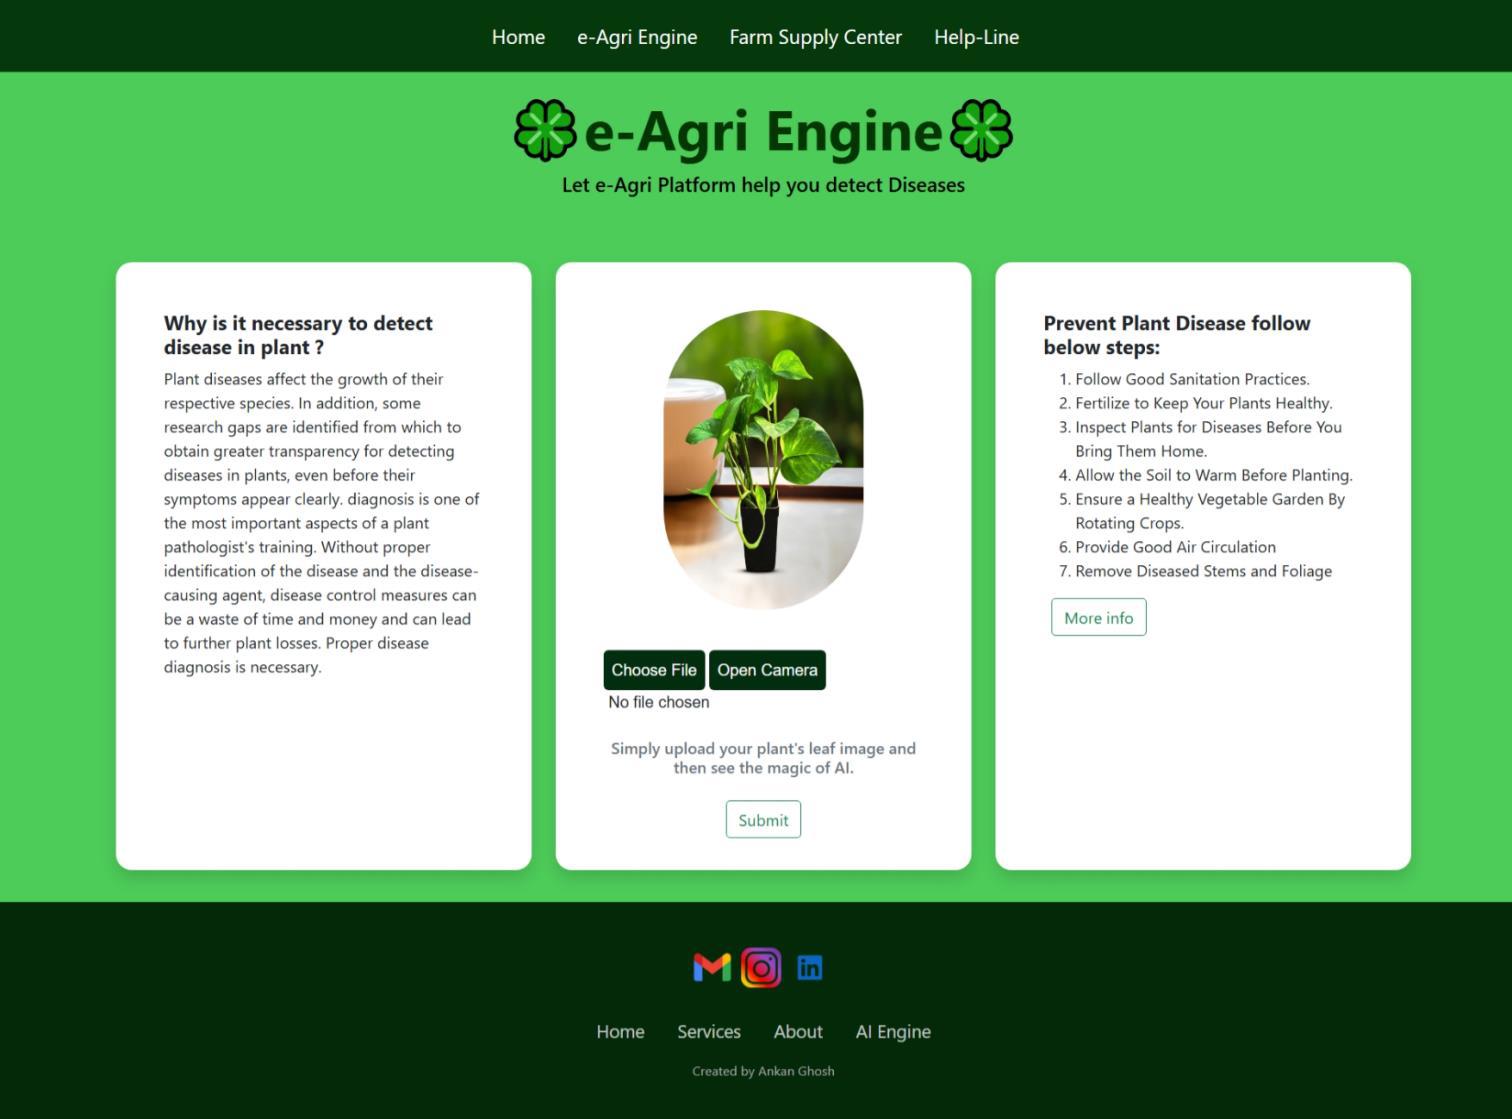 Home e-Agri Engine Farm Supply Center Help-Line
e-Agri Engine
Let e-Agri Platform help you detect Diseases
Why is it necessary to detect
disease in plant ?
Plant diseases affect the growth of their
respective species. In addition, some
research gaps are identified from which to
obtain greater transparency for detecting
diseases in plants, even before their
symptoms appear clearly. diagnosis is one of
the most important aspects of a plant
pathologist's training. Without proper
identification of the disease and the disease-
causing agent, disease control measures can
be a waste of time and money and can lead
to further plant losses. Proper disease
diagnosis is necessary.
Choose File Open Camera
No file chosen
Simply upload your plant's leaf image and
then see the magic of AI.
Submit
Prevent Plant Disease follow
below steps:
1. Follow Good Sanitation Practices.
2. Fertilize to Keep Your Plants Healthy.
3. Inspect Plants for Diseases Before You
Bring Them Home.
4. Allow the Soil to Warm Before Planting.
5. Ensure a Healthy Vegetable Garden By
Rotating Crops.
6. Provide Good Air Circulation
7. Remove Diseased Stems and Foliage
More info
in
Home Services About AI Engine
Created by Ankan Ghosh